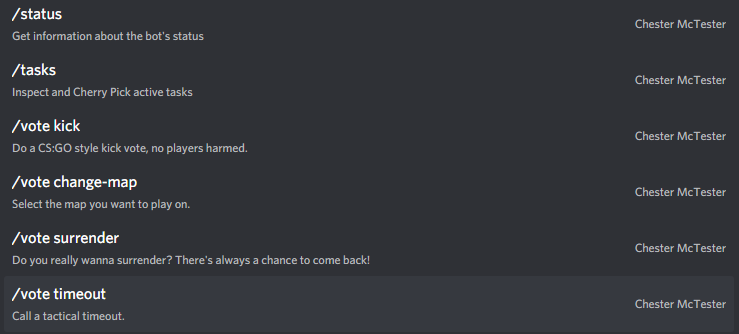 /status
Chester McTester
Get information about the bot's status
/tasks
Chester McTester
Inspect and Cherry Pick active tasks
/vote kick
Chester McTester
Do a CS:GO style kick vote, no players harmed.
/vote change-map
Chester McTester
Select the map you want to play on.
/vote surrender
Chester McTester
Do you really wanna surrender? There's always a chance to come back!
/vote timeout
Chester McTester
Call a tactical timeout.